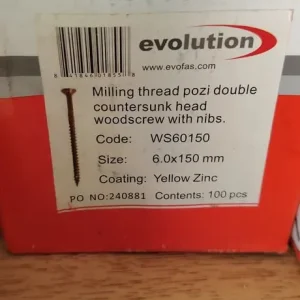 evolution
www.evofas.com
Milling thread pozi double
countersunk head
woodscrew with nibs.
Code: WS60150
Size: 6.0x150 mm
Coating: Yellow Zinc
PO NO:240881 Contents: 100 pcs